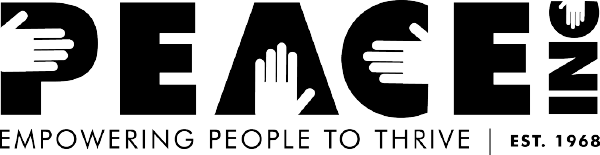 PEACE INC
EMPOWERING PEOPLE TO THRIVE | EST. 1968